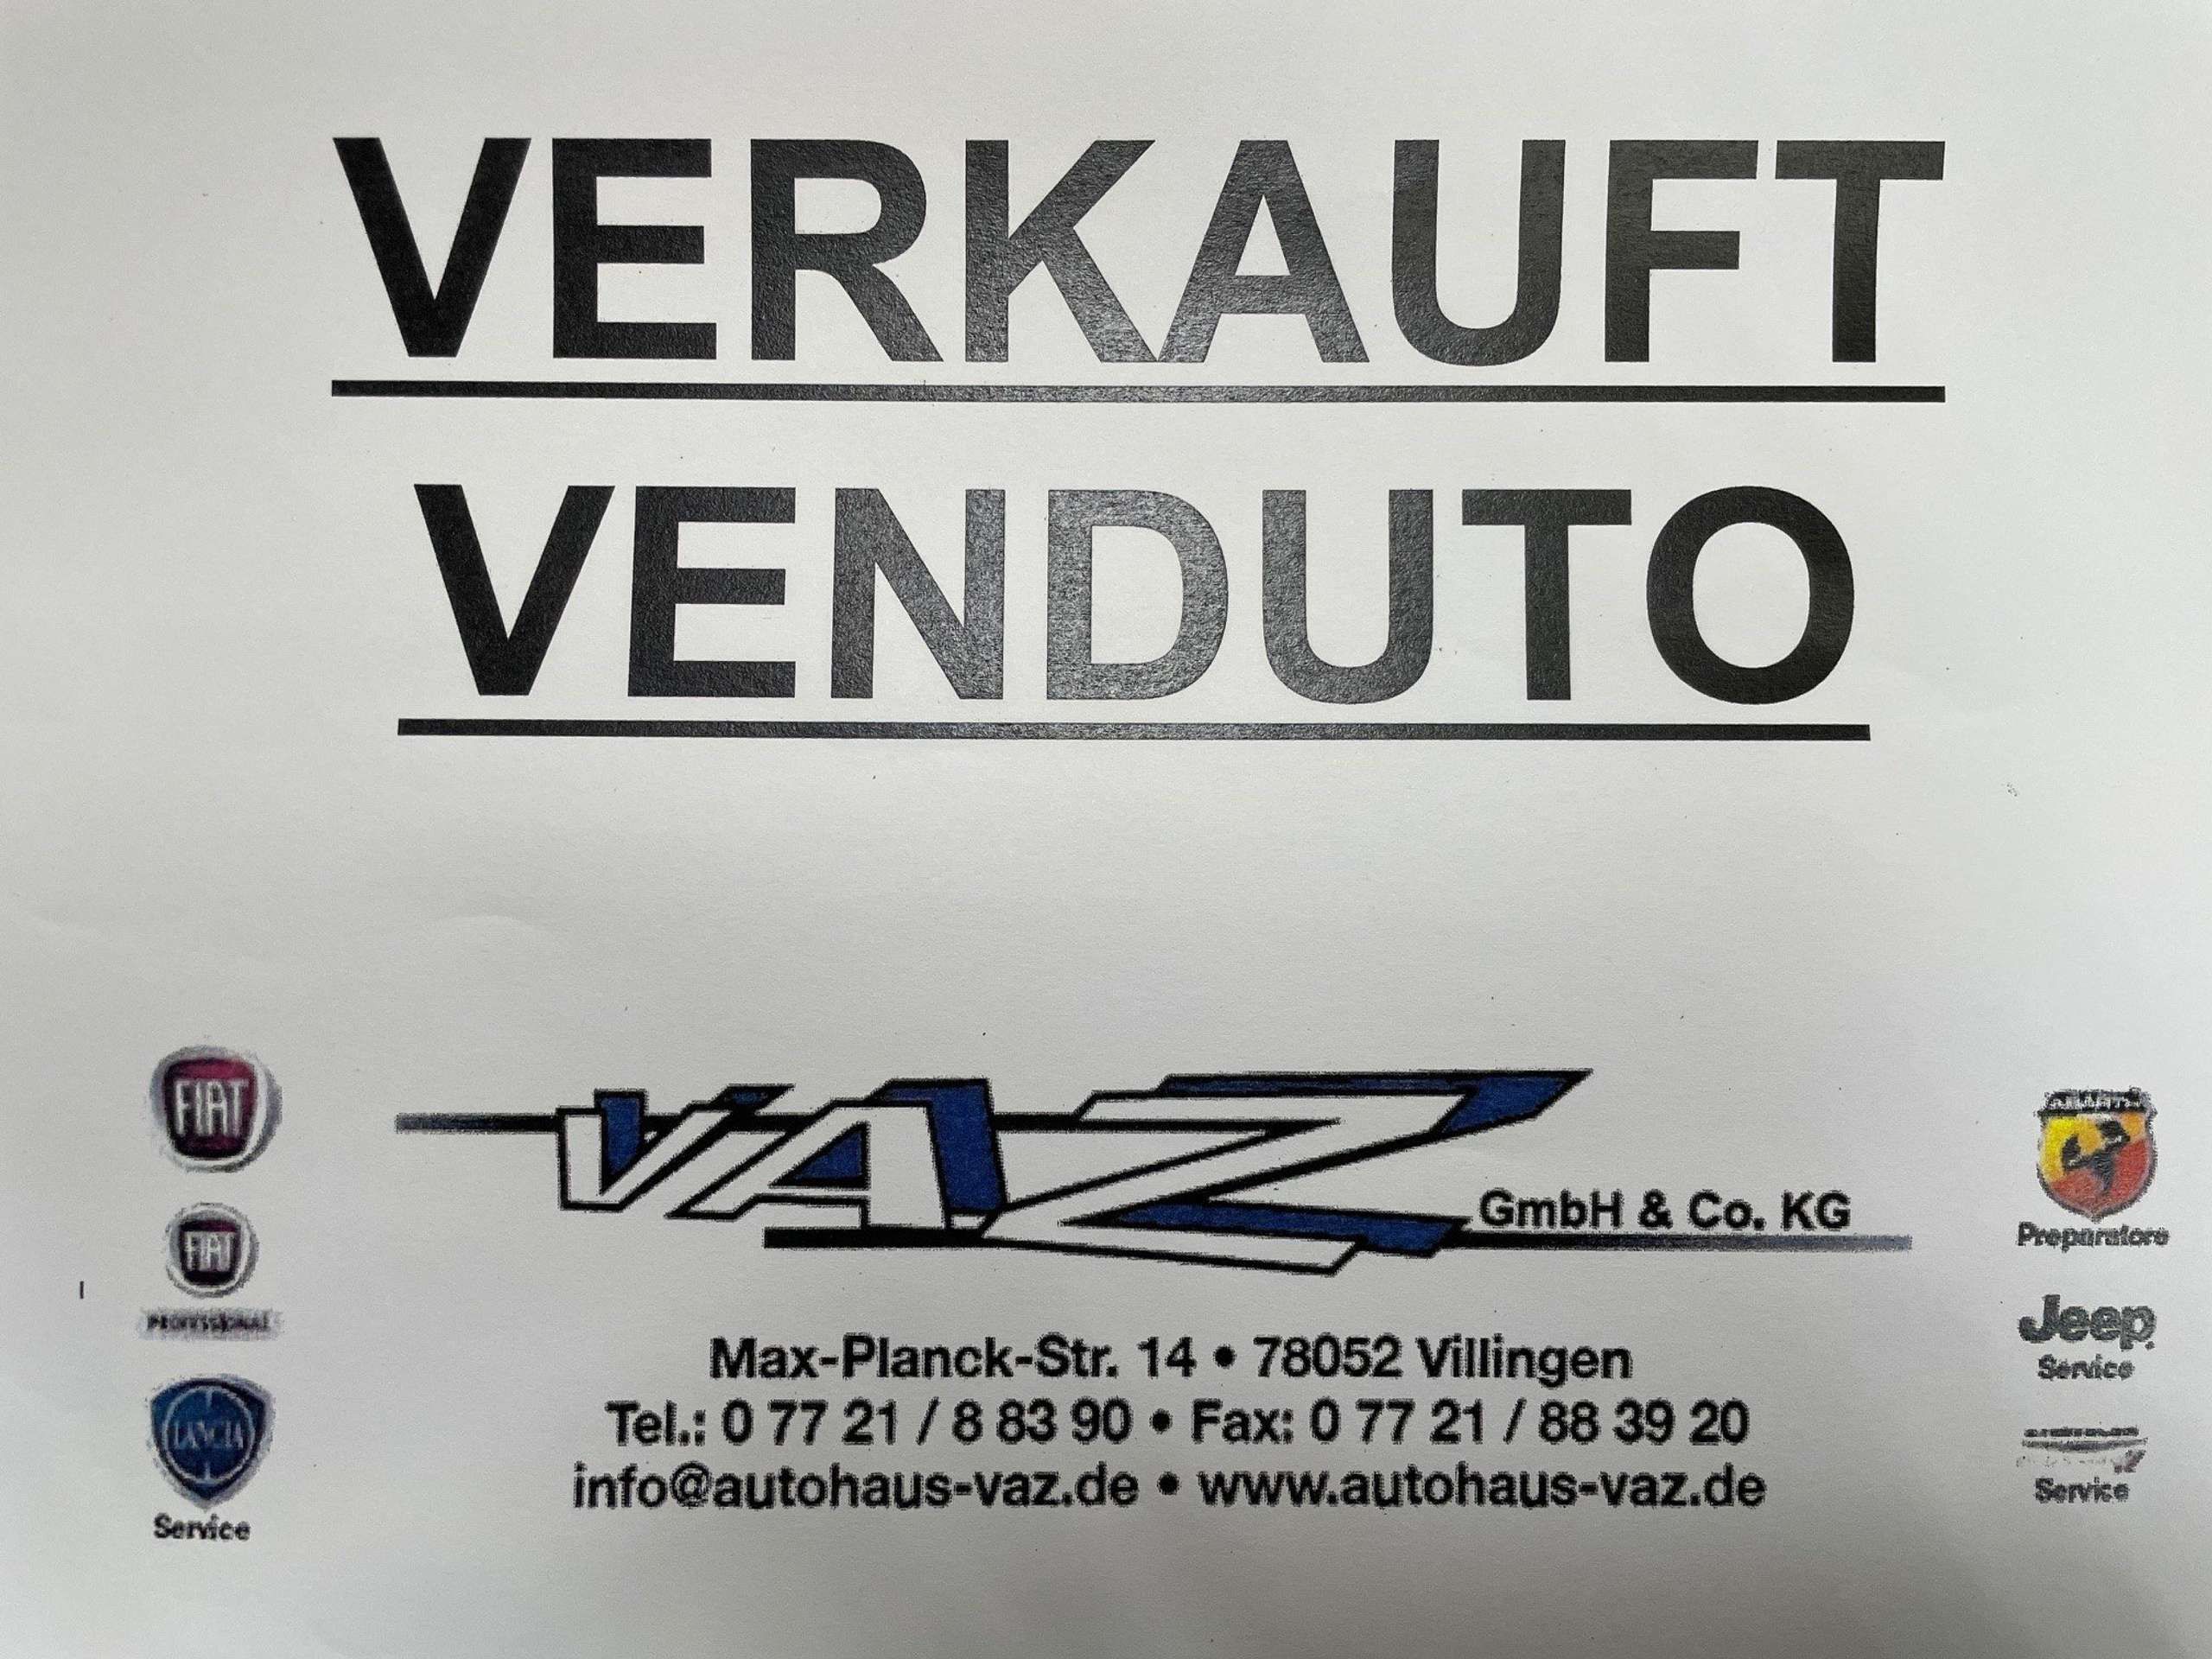 VERKAUFT
VENDUTO
FIAT
FIAT
PROFESSIONAL
LANCIA
Service
VAZ GmbH & Co. KG
Max-Planck-Str. 14 • 78052 Villingen
Tel.: 0 77 21 / 8 83 90 • Fax: 0 77 21 / 88 39 20
info@autohaus-vaz.de • www.autohaus-vaz.de
Preparatore
Jeep
Service
Service